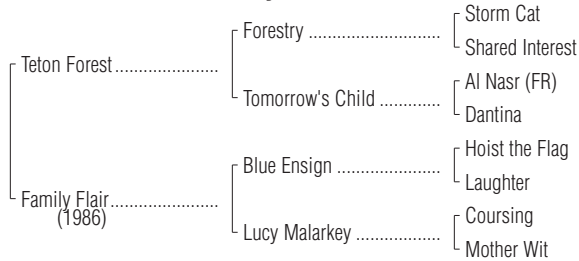 Storm Cat
Forestry ....................
Shared Interest
Teton Forest....................
Al Nasr (FR)
Tomorrow's Child ............
Dantina
Hoist the Flag
Blue Ensign ....................
Laughter
Family Flair....................
(1986)
Coursing
Lucy Malarkey ................
Mother Wit